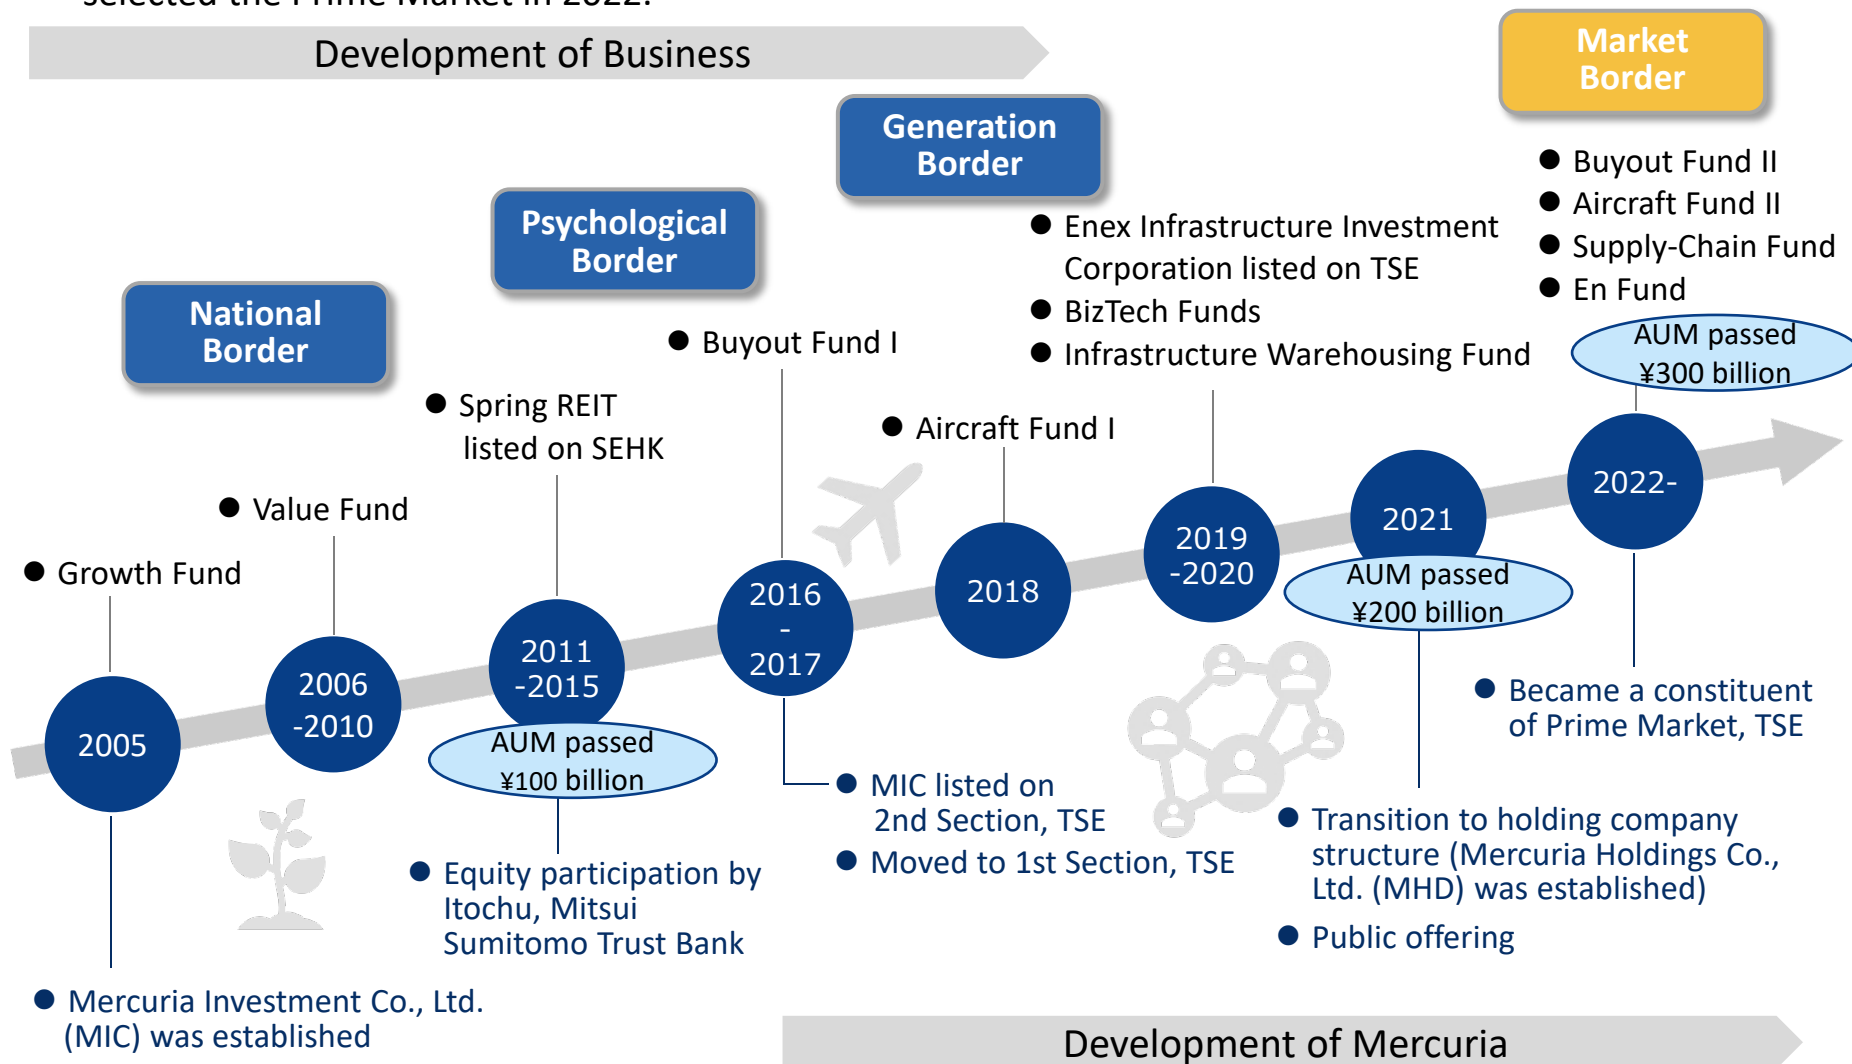 selected the Prime Market in 2022.
Development of Business
Market
Border
Generation
Border
Psychological
Border
National
Border
● Buyout Fund II
● Aircraft Fund II
● Supply-Chain Fund
● En Fund
● Enex Infrastructure Investment
Corporation listed on TSE
● BizTech Funds
● Infrastructure Warehousing Fund
● Buyout Fund I
● Spring REIT
listed on SEHK
● Aircraft Fund I
● Value Fund
● Growth Fund
AUM passed
¥300 billion
2022-
2021
AUM passed
¥200 billion
2019
-2020
2018
2016
-
2017
2011
-2015
AUM passed
¥100 billion
2006
-2010
2005
● Became a constituent
of Prime Market, TSE
● MIC listed on
2nd Section, TSE
● Moved to 1st Section, TSE
● Transition to holding company
structure (Mercuria Holdings Co.,
Ltd. (MHD) was established)
● Public offering
● Equity participation by
Itochu, Mitsui
Sumitomo Trust Bank
● Mercuria Investment Co., Ltd.
(MIC) was established
Development of Mercuria